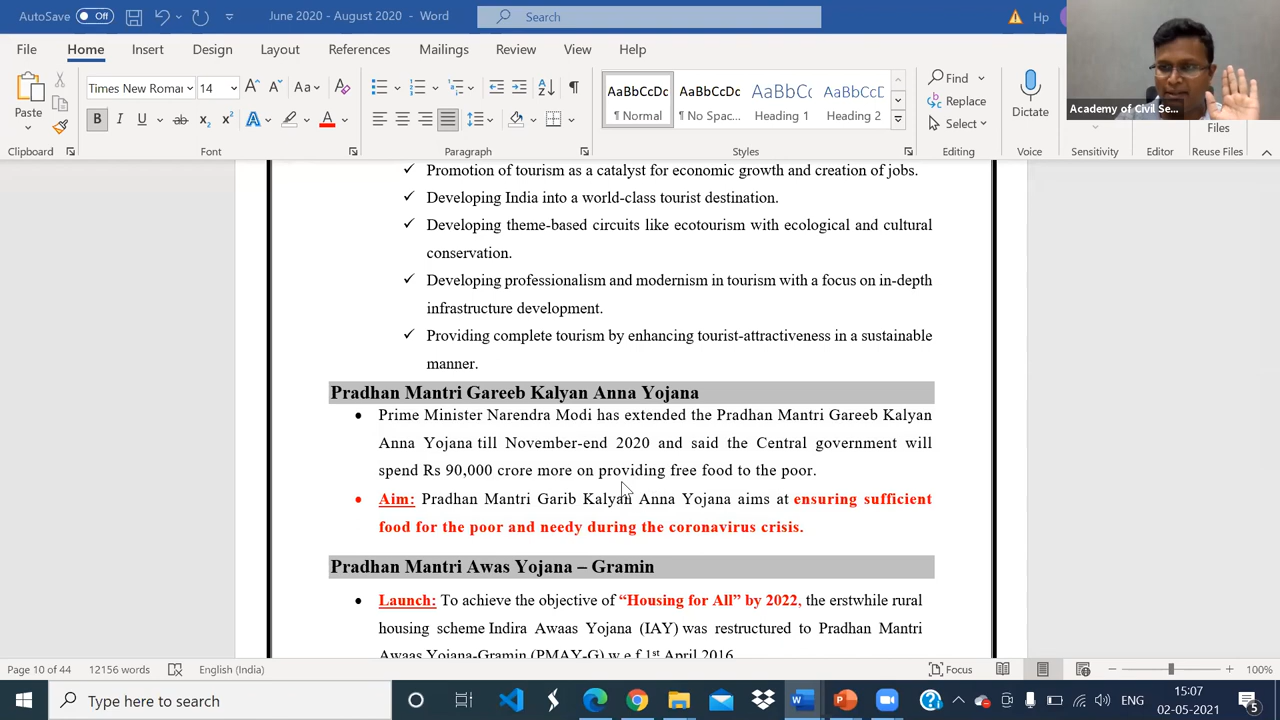 AutoSave Off June 2020 - August 2020 - Word Search Hp
File Home Insert Design Layout References Mailings Review View Help
Times New Roma 14
Paste
Clipboard Font Paragraph Styles Editing Voice Sensitivity Editor Reuse Files
AaBbCcDc AaBbCcDc AaBbCc AaBbCcD
¶ Normal ¶ No Spac... Heading 1 Heading 2
Find
Replace
Select
Dictate
Files
Academy of Civil Se...
✓ Promotion of tourism as a catalyst for economic growth and creation of jobs.
✓ Developing India into a world-class tourist destination.
✓ Developing theme-based circuits like ecotourism with ecological and cultural
conservation.
✓ Developing professionalism and modernism in tourism with a focus on in-depth
infrastructure development.
✓ Providing complete tourism by enhancing tourist-attractiveness in a sustainable
manner.
Pradhan Mantri Gareeb Kalyan Anna Yojana
• Prime Minister Narendra Modi has extended the Pradhan Mantri Gareeb Kalyan
Anna Yojana till November-end 2020 and said the Central government will
spend Rs 90,000 crore more on providing free food to the poor.
• Aim: Pradhan Mantri Garib Kalyan Anna Yojana aims at ensuring sufficient
food for the poor and needy during the coronavirus crisis.
Pradhan Mantri Awas Yojana – Gramin
• Launch: To achieve the objective of “Housing for All” by 2022, the erstwhile rural
housing scheme Indira Awaas Yojana (IAY) was restructured to Pradhan Mantri
Awaas Yojana-Gramin (PMAY-G) w.e.f 1st April 2016.
Page 10 of 44 12156 words English (India) Focus 100%
Type here to search
ENG
15:07
02-05-2021
5